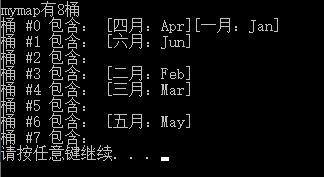 mymap有8桶
桶 #0 包含： [四月：Apr][一月：Jan]
桶 #1 包含： [六月：Jun]
桶 #2 包含：
桶 #3 包含： [二月：Feb]
桶 #4 包含： [三月：Mar]
桶 #5 包含：
桶 #6 包含： [五月：May]
桶 #7 包含：
请按任意键继续. . .